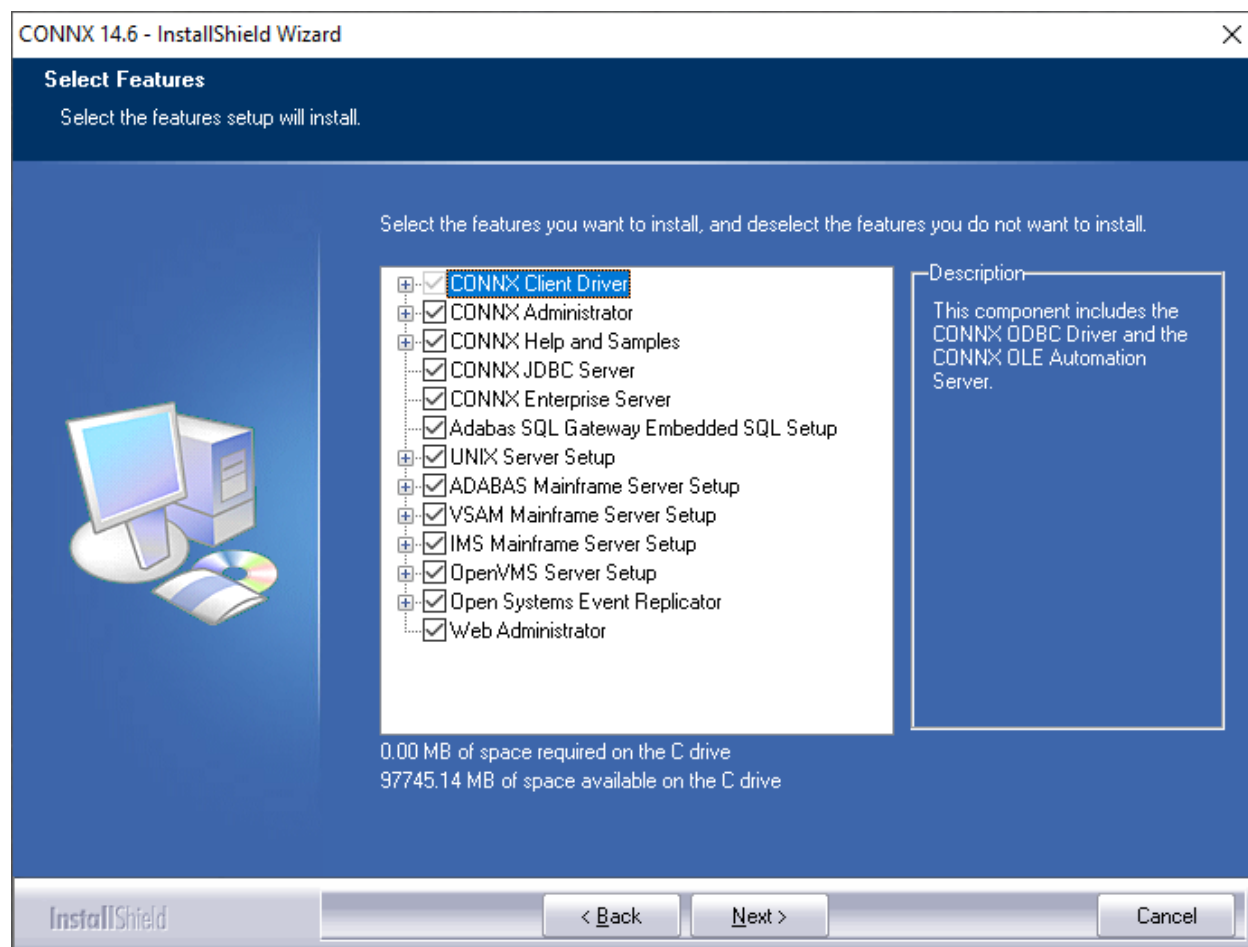 CONNX 14.6 - InstallShield Wizard
Select Features
Select the features setup will install.
Select the features you want to install, and deselect the features you do not want to install.
CONNX Client Driver
CONNX Administrator
CONNX Help and Samples
CONNX JDBC Server
CONNX Enterprise Server
Adabas SQL Gateway Embedded SQL Setup
UNIX Server Setup
ADABAS Mainframe Server Setup
VSAM Mainframe Server Setup
IMS Mainframe Server Setup
OpenVMS Server Setup
Open Systems Event Replicator
Web Administrator
Description
This component includes the
CONNX ODBC Driver and the
CONNX OLE Automation
Server.
0.00 MB of space required on the C drive
97745.14 MB of space available on the C drive
InstallShield
< Back
Next >
Cancel